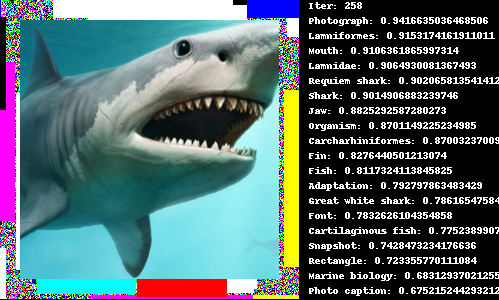 Iter: 258
Photograph: 0.9416635036468506
Lamniformes: 0.9153174161911011
Mouth: 0.9106361865997314
Lamnidae: 0.9064930081367493
Requiem shark: 0.902065813541412
Shark: 0.9014906883239746
Jaw: 0.8825292587280273
Organism: 0.8701149225234985
Carcharhiniformes: 0.87003237009
Fin: 0.8276440501213074
Fish: 0.8117324113845825
Adaptation: 0.792797863483429
Great white shark: 0.78616547584
Font: 0.7832626104354858
Cartilaginous fish: 0.7752389907
Snapshot: 0.7428473234176636
Rectangle: 0.723355770111084
Marine biology: 0.68312937021255
Photo caption: 0.675215244293212